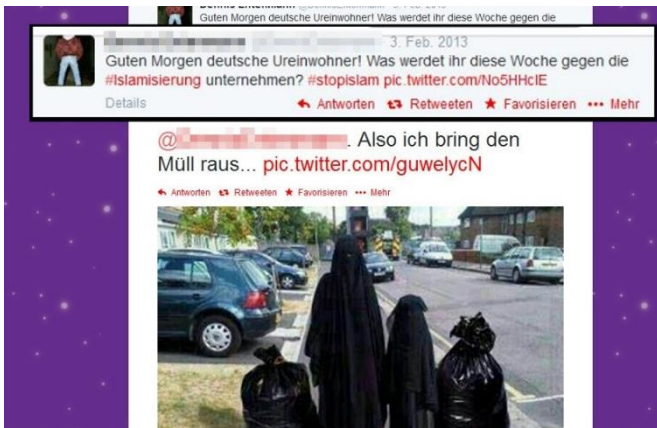 Guten Morgen deutsche Ureinwohner! Was werdet ihr diese Woche gegen die
3. Feb. 2013
Guten Morgen deutsche Ureinwohner! Was werdet ihr diese Woche gegen die
#Islamisierung unternehmen? #stopislam pic.twitter.com/No5HHcIE
Details Antworten Retweeten Favorisieren Mehr
@ . Also ich bring den
Müll raus... pic.twitter.com/guwelycN
Antworten Retweeten Favorisieren Mehr